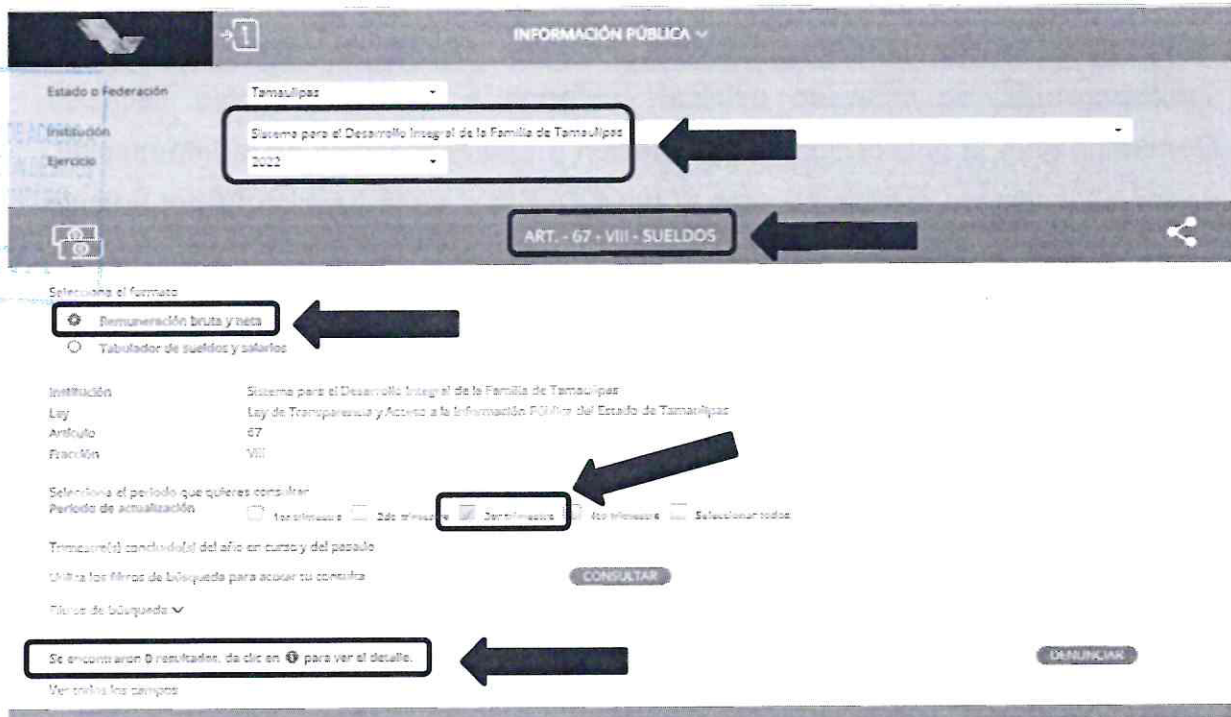 INFORMACIÓN PÚBLICA
Estado o Federación Tamaulipas
Institución Sistema para el Desarrollo Integral de la Familia de Tamaulipas
Ejercicio 2022
ART. - 67 - VIII - SUELDOS
Selecciona el formato
Remuneración bruta y neta
Tabulador de sueldos y salarios
Institución Sistema para el Desarrollo Integral de la Familia de Tamaulipas
Ley Ley de Transparencia y Acceso a la Información Pública del Estado de Tamaulipas
Artículo 67
Fracción VIII
Selecciona el periodo que quieres consultar
Periodo de actualización 1er trimestre 2do trimestre 3er trimestre 4to trimestre Seleccionar todos
Trimestre(s) concluido(s) del año en curso y del pasado
Utiliza los filtros de búsqueda para acotar tu consulta CONSULTAR
Filtros de búsqueda
Se encontraron 0 resultados, da clic en para ver el detalle. DENUNCIAR
Ver todos los campos